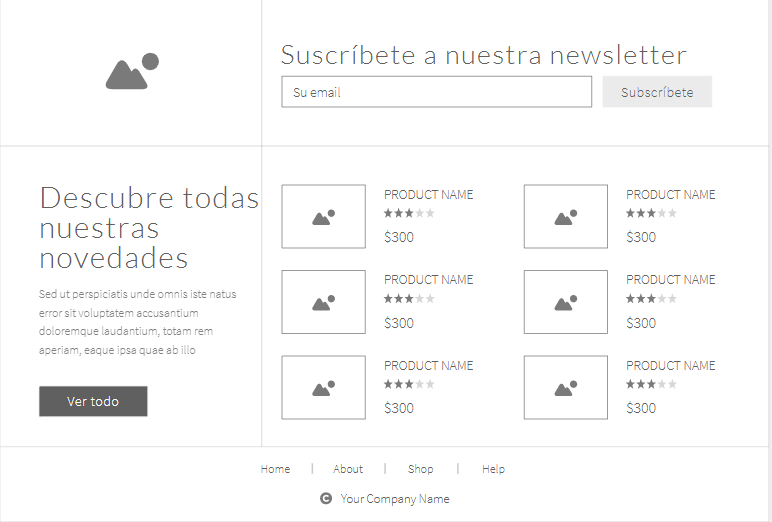 Suscríbete a nuestra newsletter
Su email
Subscríbete
Descubre todas
nuestras
novedades
Sed ut perspiciatis unde omnis iste natus
error sit voluptatem accusantium
doloremque laudantium, totam rem
aperiam, eaque ipsa quae ab illo
Ver todo
PRODUCT NAME
$300
PRODUCT NAME
$300
PRODUCT NAME
$300
PRODUCT NAME
$300
PRODUCT NAME
$300
PRODUCT NAME
$300
Home | About | Shop | Help
© Your Company Name